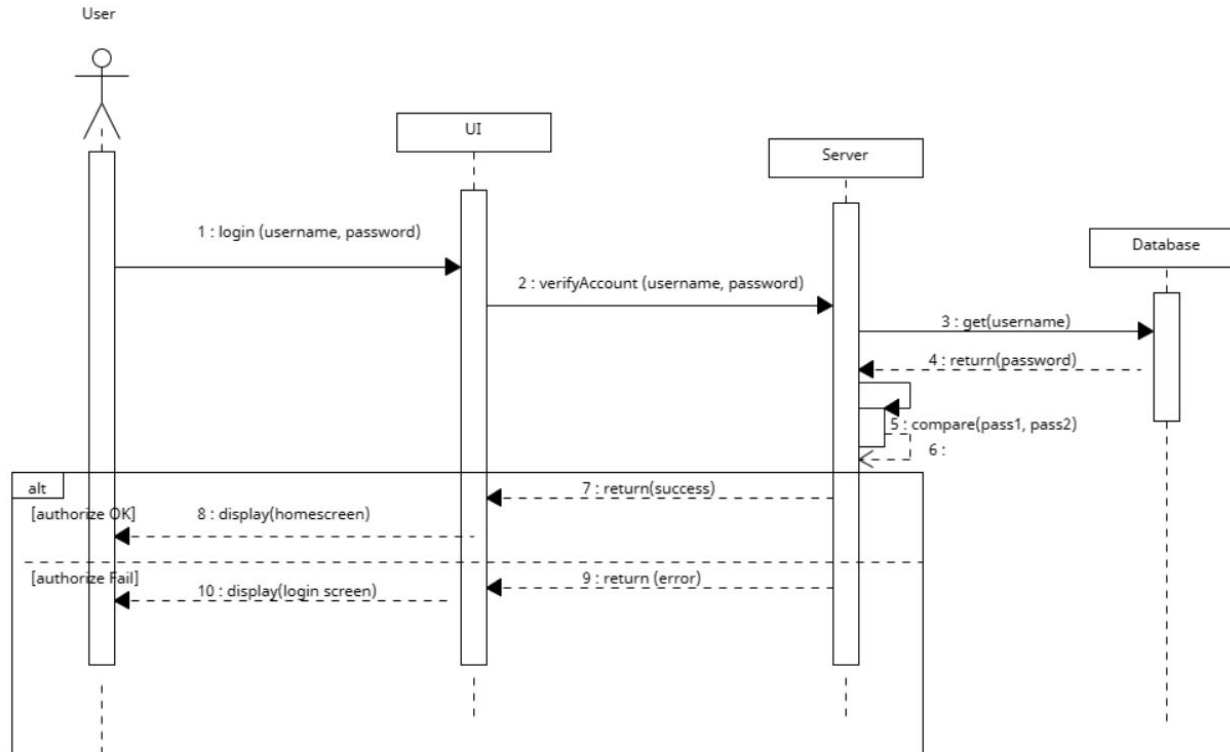 User
UI
Server
Database
1 : login (username, password)
2 : verifyAccount (username, password)
3 : get(username)
4 : return(password)
5 : compare(pass1, pass2)
6 :
alt
7 : return(success)
[authorize OK]
8 : display(homescreen)
[authorize Fail]
9 : return (error)
10 : display(login screen)